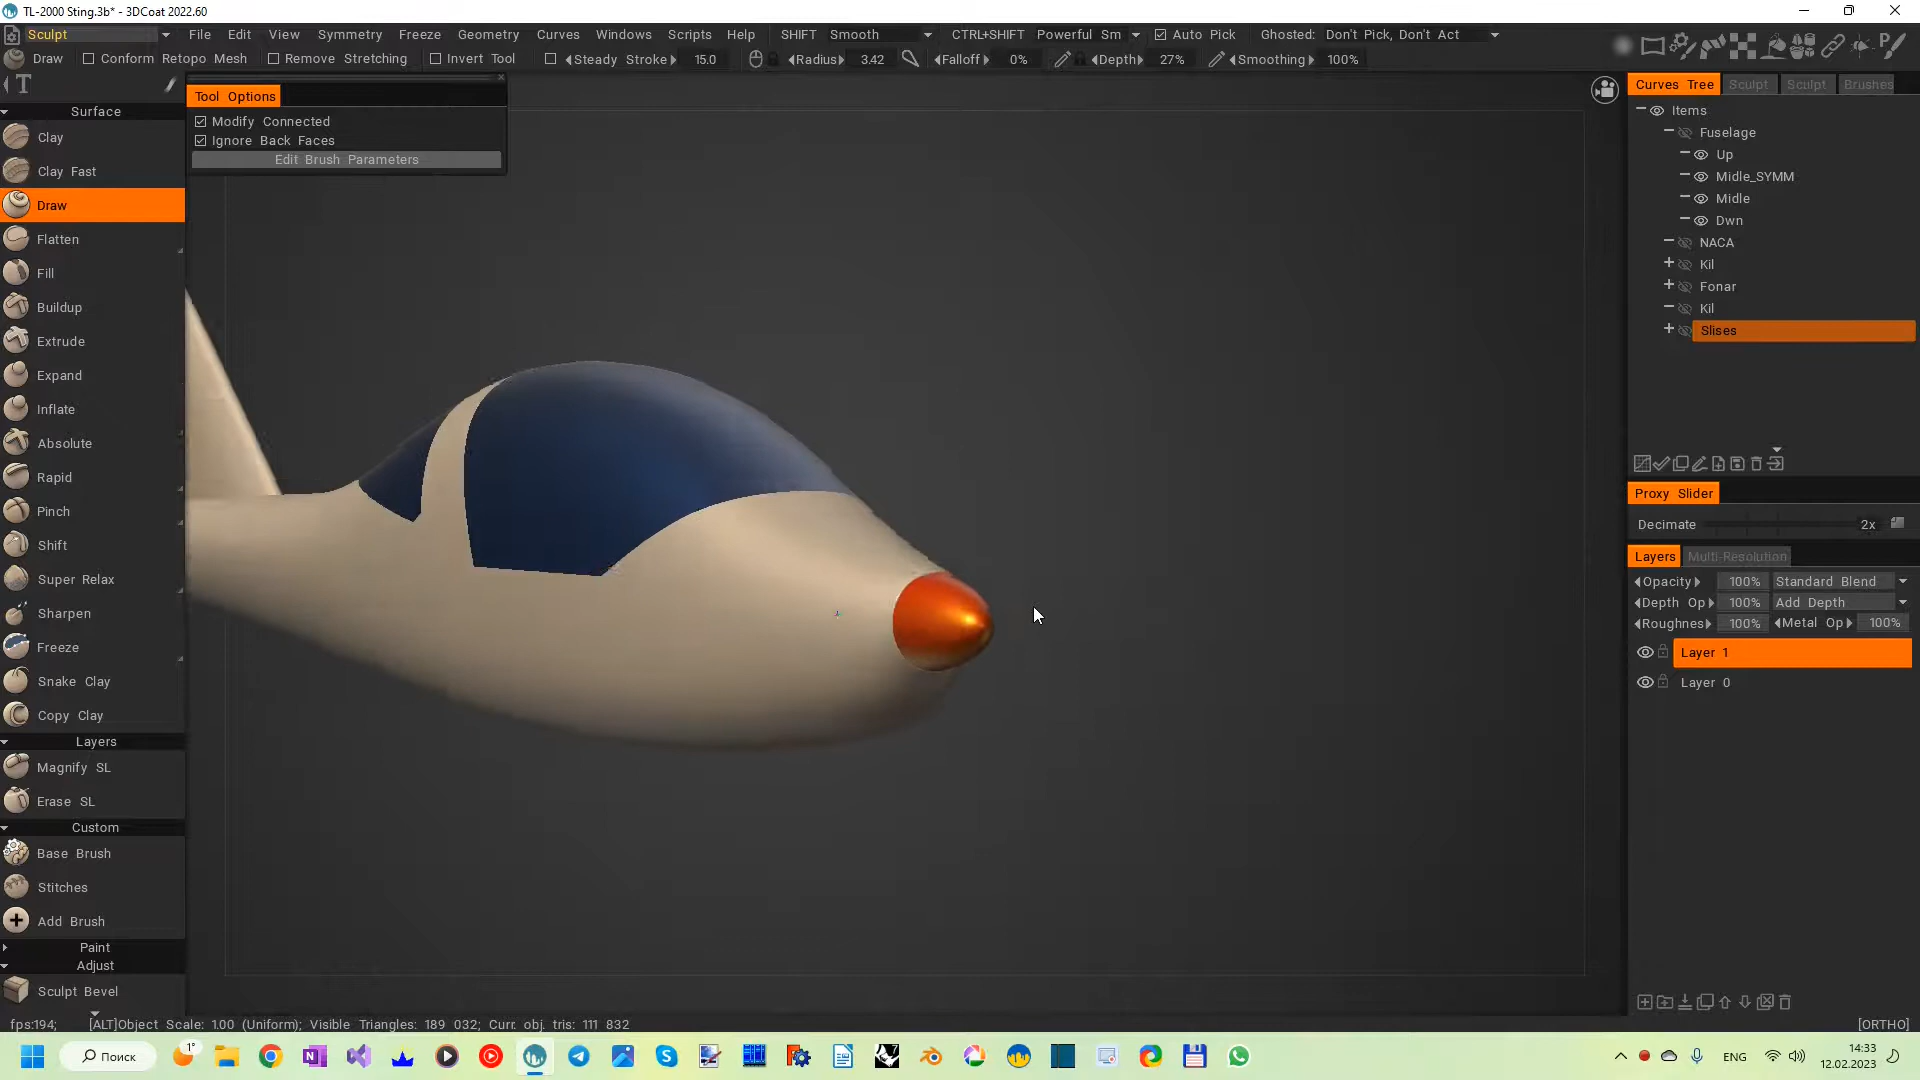 TL-2000 Sting.3b* - 3DCoat 2022.60
Sculpt File Edit View Symmetry Freeze Geometry Curves Windows Scripts Help SHIFT Smooth CTRL+SHIFT Powerful Sm Auto Pick Ghosted: Don't Pick, Don't Act
Draw Conform Retopo Mesh Remove Stretching Invert Tool Steady Stroke 15.0 Radius 3.42 Falloff 0% Depth 27% Smoothing 100%
Tool Options
Modify Connected
Ignore Back Faces
Edit Brush Parameters
Surface
Clay
Clay Fast
Draw
Flatten
Fill
Buildup
Extrude
Expand
Inflate
Absolute
Rapid
Pinch
Shift
Super Relax
Sharpen
Freeze
Snake Clay
Copy Clay
Layers
Magnify SL
Erase SL
Custom
Base Brush
Stitches
Add Brush
Paint
Adjust
Sculpt Bevel
Curves Tree Sculpt Sculpt Brushes
Items
Fuselage
Up
Midle_SYMM
Midle
Dwn
NACA
Kil
Fonar
Kil
Slises
Proxy Slider
Decimate 2x
Layers Multi-Resolution
Opacity 100% Standard Blend
Depth Op 100% Add Depth
Roughness 100% Metal Op 100%
Layer 1
Layer 0
fps:194; [ALT]Object Scale: 1.00 (Uniform); Visible Triangles: 189 032; Curr. obj. tris: 111 832 [ORTHO]
1°
Поиск
ENG
14:33
12.02.2023